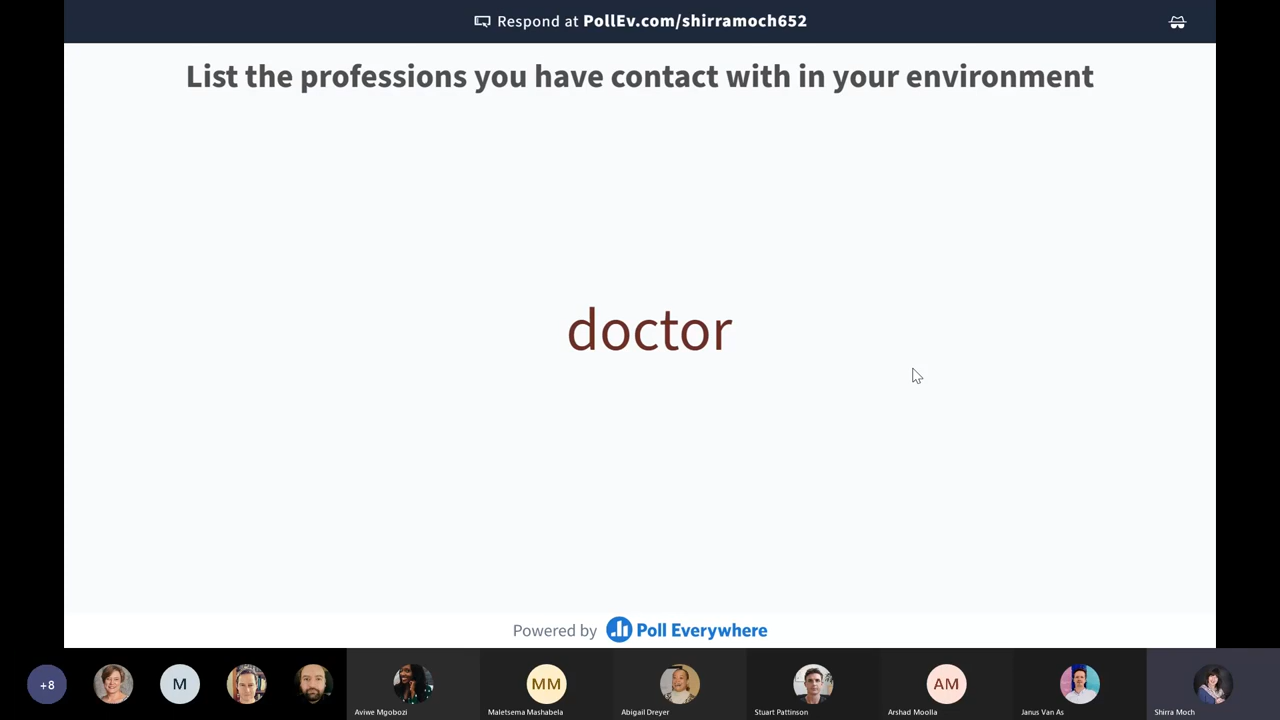 Respond at PollEv.com/shirramoch652
List the professions you have contact with in your environment
doctor
Powered by Poll Everywhere
+8
M
MM
AM
Aviwe Mgobozi
Maletsema Mashabela
Abigail Dreyer
Stuart Pattinson
Arshad Moolla
Janus Van As
Shirra Moch